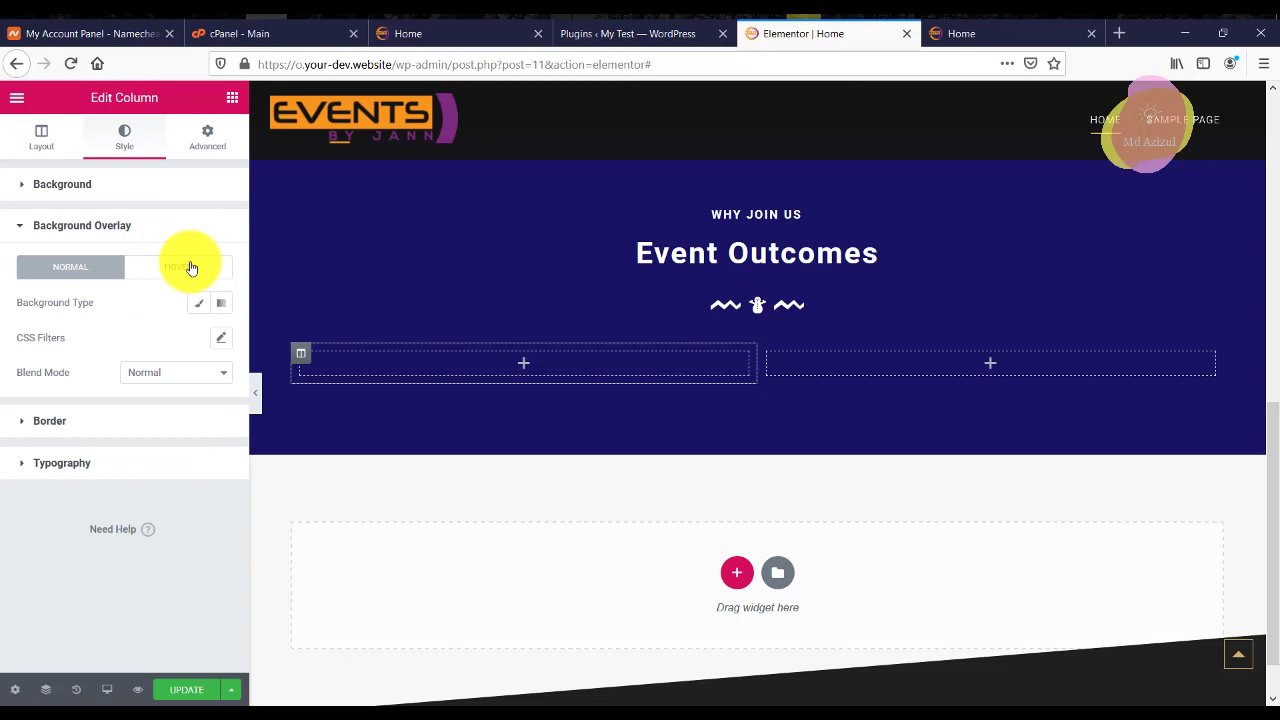 My Account Panel - Namechea
cPanel - Main
Home
Plugins ‹ My Test — WordPress
Elementor | Home
Home
https://o.your-dev.website/wp-admin/post.php?post=11&action=elementor#
Edit Column
Layout
Style
Advanced
EVENTS
BY JANN
HOME
SAMPLE PAGE
Md Azizul
Background
Background Overlay
NORMAL
Background Type
CSS Filters
Blend Mode
Normal
Border
Typography
Need Help
WHY JOIN US
Event Outcomes
Drag widget here
UPDATE